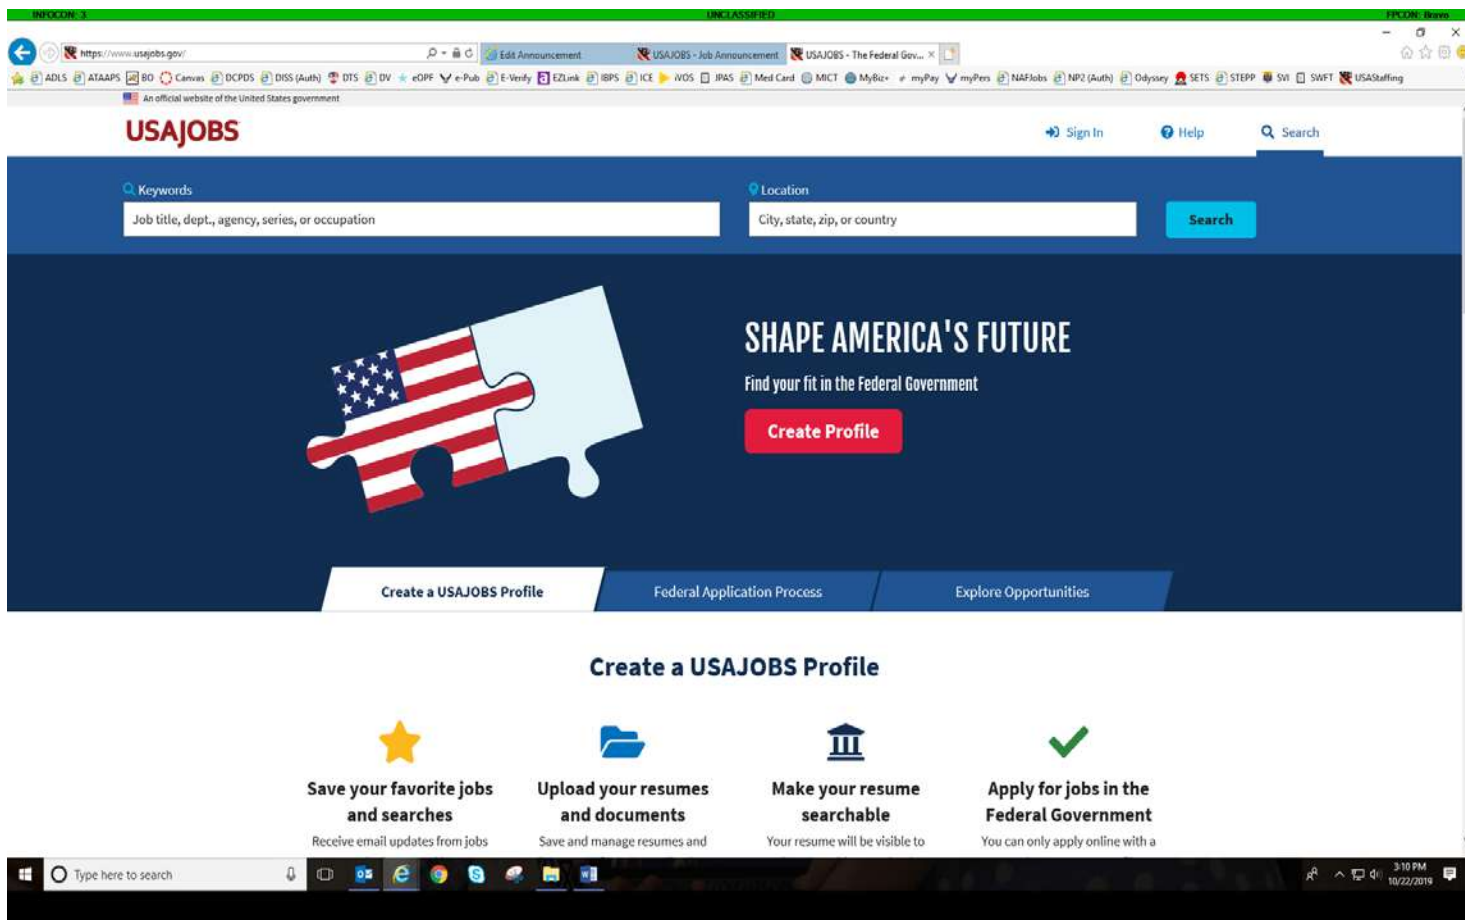 INFOCON: 3 UNCLASSIFIED FPCON: Bravo
https://www.usajobs.gov/ Edit Announcement USAJOBS - Job Announcement USAJOBS - The Federal Gov...
ADLS ATAAPS BO Canvas DCPDS DISS (Auth) DTS DV eOPF e-Pub E-Verify EZLink IBPS ICE iVOS JPAS Med Card MICT MyBiz+ myPay myPers NAFJobs NP2 (Auth) Odyssey SETS STEPP SVI SWFT USAStaffing
An official website of the United States government
USAJOBS Sign In Help Search
Keywords Location
Job title, dept., agency, series, or occupation City, state, zip, or country Search
SHAPE AMERICA'S FUTURE
Find your fit in the Federal Government
Create Profile
Create a USAJOBS Profile Federal Application Process Explore Opportunities
Create a USAJOBS Profile
Save your favorite jobs
and searches
Receive email updates from jobs
Upload your resumes
and documents
Save and manage resumes and
Make your resume
searchable
Your resume will be visible to
Apply for jobs in the
Federal Government
You can only apply online with a
Type here to search
3:10 PM
10/22/2019